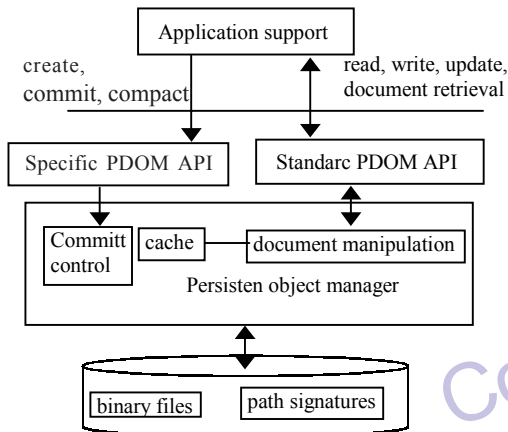 Application support
create,
commit, compact
read, write, update,
document retrieval
Specific PDOM API
Standarc PDOM API
Committ
control
cache
document manipulation
Persisten object manager
binary files
path signatures